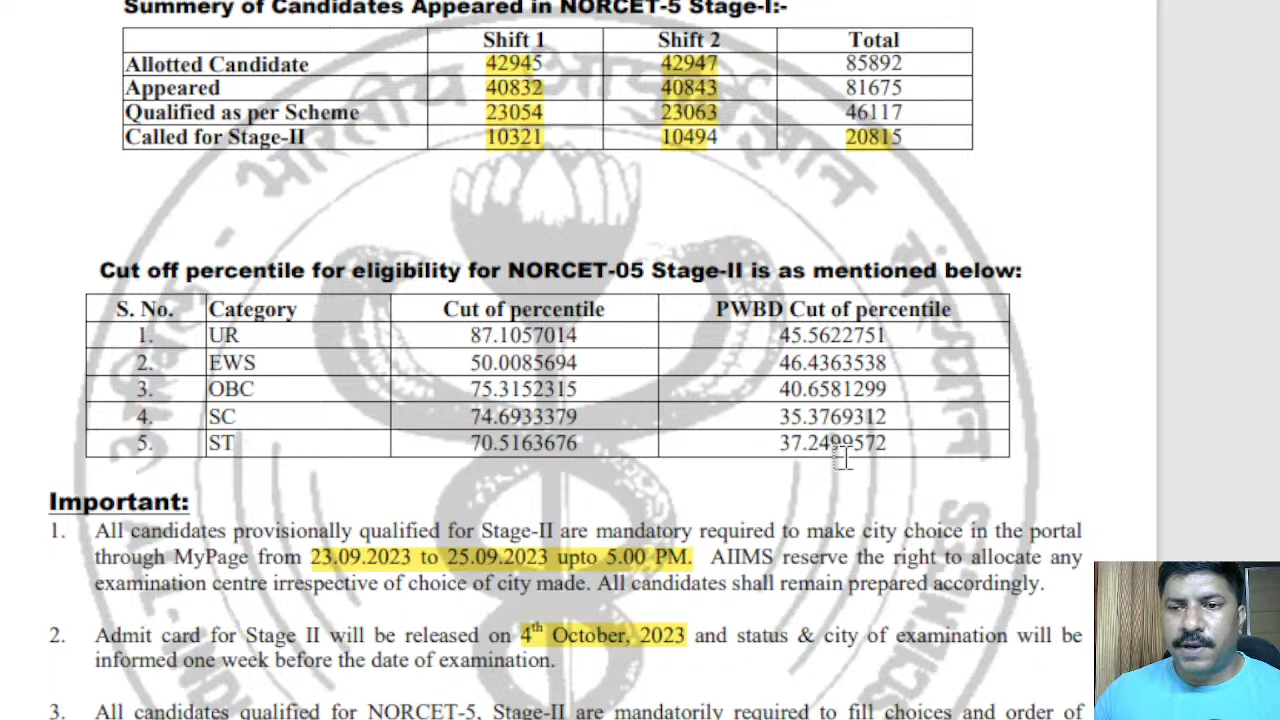 Summery of Candidates Appeared in NORCET-5 Stage-I:-
Shift 1 Shift 2 Total
Allotted Candidate 42945 42947 85892
Appeared 40832 40843 81675
Qualified as per Scheme 23054 23063 46117
Called for Stage-II 10321 10494 20815
Cut off percentile for eligibility for NORCET-05 Stage-II is as mentioned below:
S. No. Category Cut of percentile PWBD Cut of percentile
1. UR 87.1057014 45.5622751
2. EWS 50.0085694 46.4363538
3. OBC 75.3152315 40.6581299
4. SC 74.6933379 35.3769312
5. ST 70.5163676 37.2499572
Important:
1. All candidates provisionally qualified for Stage-II are mandatory required to make city choice in the portal
through MyPage from 23.09.2023 to 25.09.2023 upto 5.00 PM. AIIMS reserve the right to allocate any
examination centre irrespective of choice of city made. All candidates shall remain prepared accordingly.
2. Admit card for Stage II will be released on 4th October, 2023 and status & city of examination will be
informed one week before the date of examination.
3. All candidates qualified for NORCET-5, Stage-II are mandatorily required to fill choices and order of